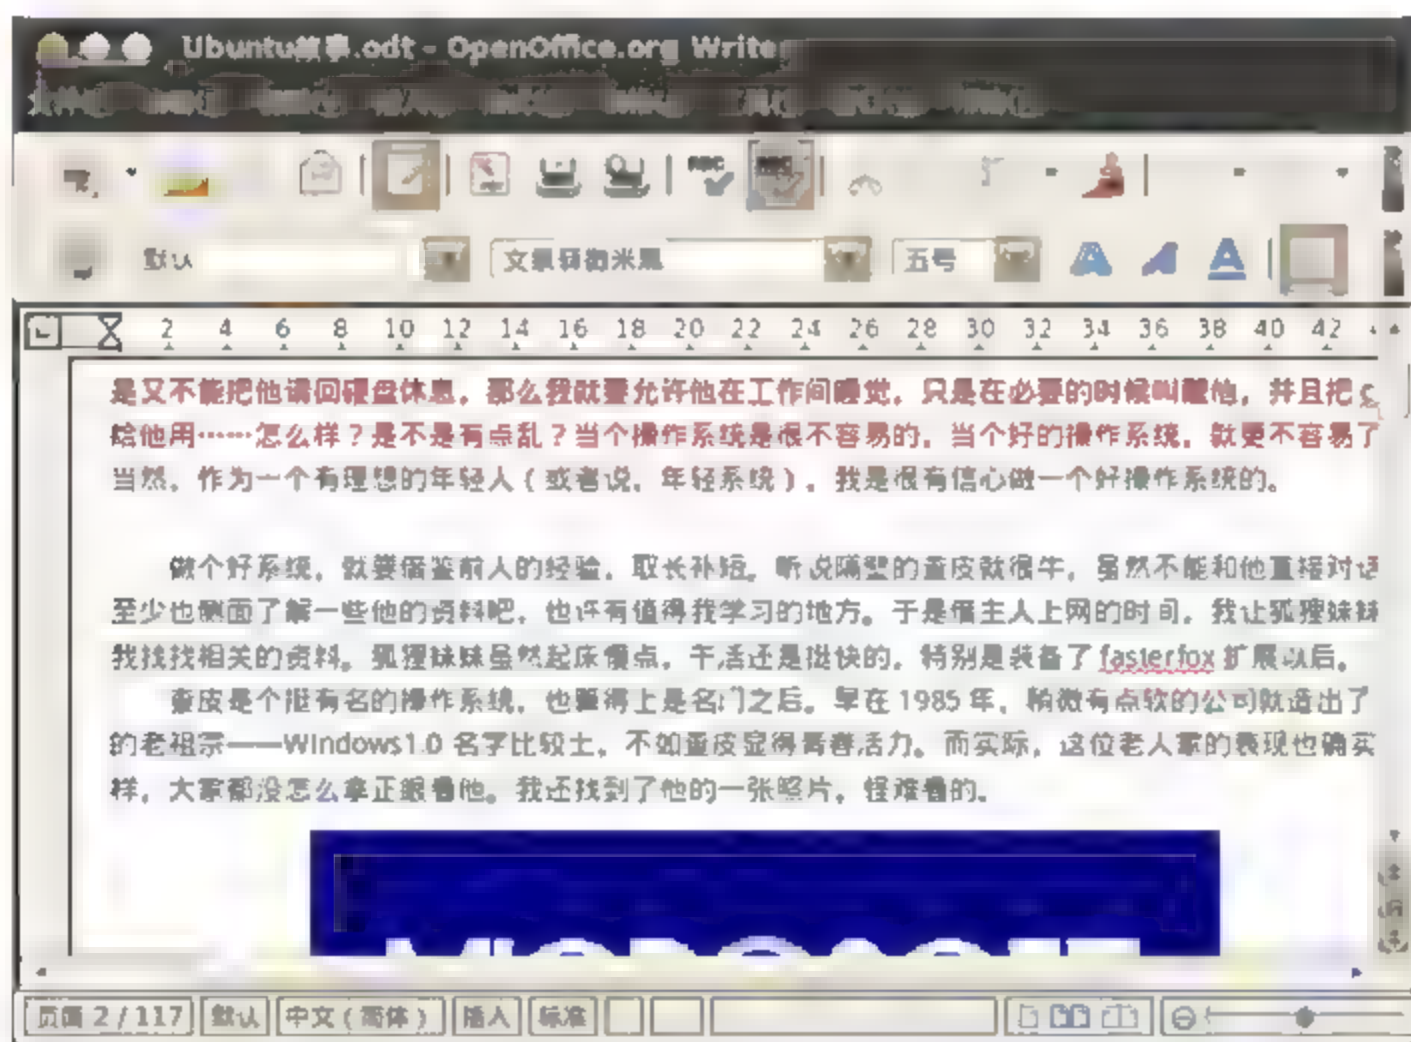 Ubuntu故事.odt - OpenOffice.org Writer
默认 文泉驿微米黑 五号
2 4 6 8 10 12 14 16 18 20 22 24 26 28 30 32 34 36 38 40 42
是又不能把他请回硬盘休息。那么我就要允许他在工作间睡觉，只是在必要的时候叫醒他，并且把 C
给他用……怎么样？是不是有点乱？当个操作系统是很不容易的，当个好的操作系统，就更不容易了
当然，作为一个有理想的年轻人（或者说，年轻系统），我是很有信心做一个好操作系统的。
做个好系统，就要借鉴前人的经验，取长补短。听说隔壁的查皮就很牛，虽然不能和他直接对话
至少也侧面了解一些他的资料吧，也许有值得我学习的地方。于是借主人上网的时间，我让狐狸妹妹
我找找相关的资料。狐狸妹妹虽然起床慢点，干活还是挺快的，特别是装备了 fasterfox 扩展以后。
查皮是个挺有名的操作系统，也算得上是名门之后。早在 1985 年，稍微有点软的公司就造出了
的老祖宗——Windows1.0 名字比较土，不如查皮显得青春活力。而实际，这位老人家的表现也确实
样，大家都没怎么拿正眼看他。我还找到了他的一张照片，怪难看的。
页面 2 / 117 默认 中文（简体） 插入 标准